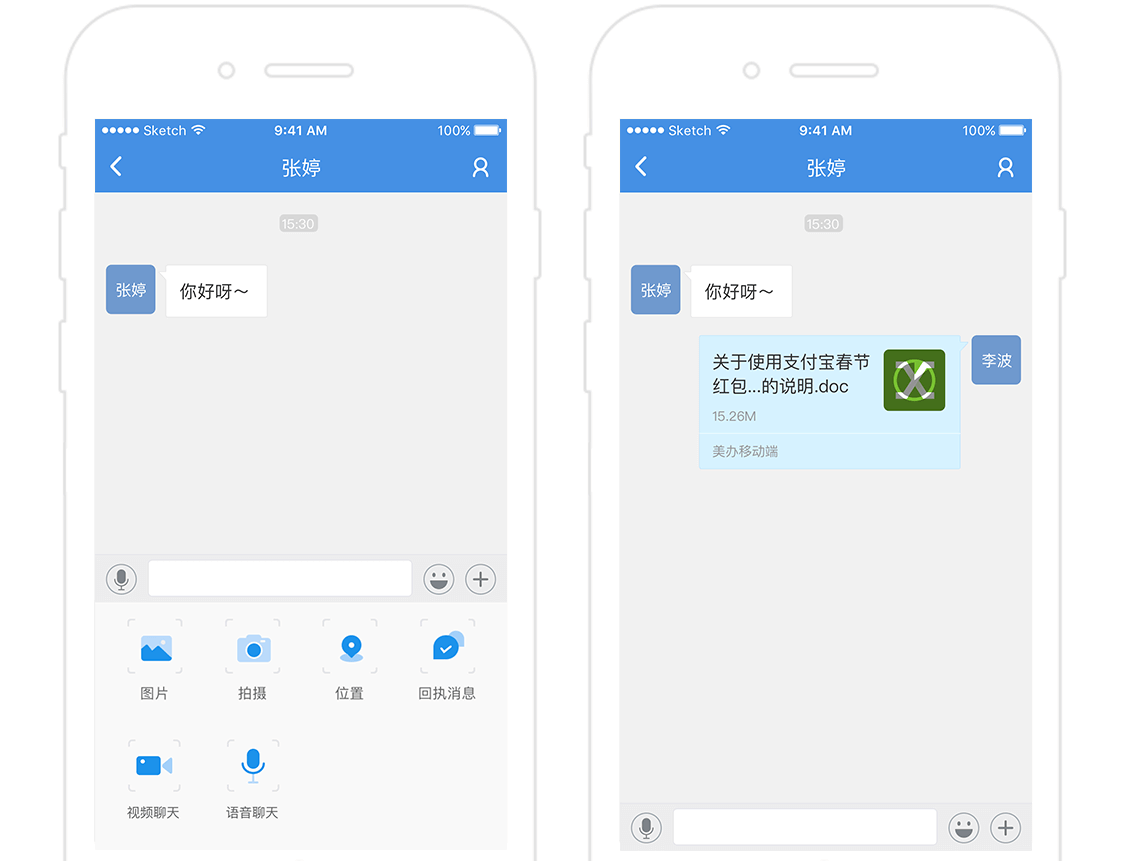 Sketch 9:41 AM 100%
张婷
15:30
张婷
你好呀～
图片 拍摄 位置 回执消息
视频聊天 语音聊天
Sketch 9:41 AM 100%
张婷
15:30
张婷
你好呀～
李波
关于使用支付宝春节
红包...的说明.doc
15.26M
美办移动端